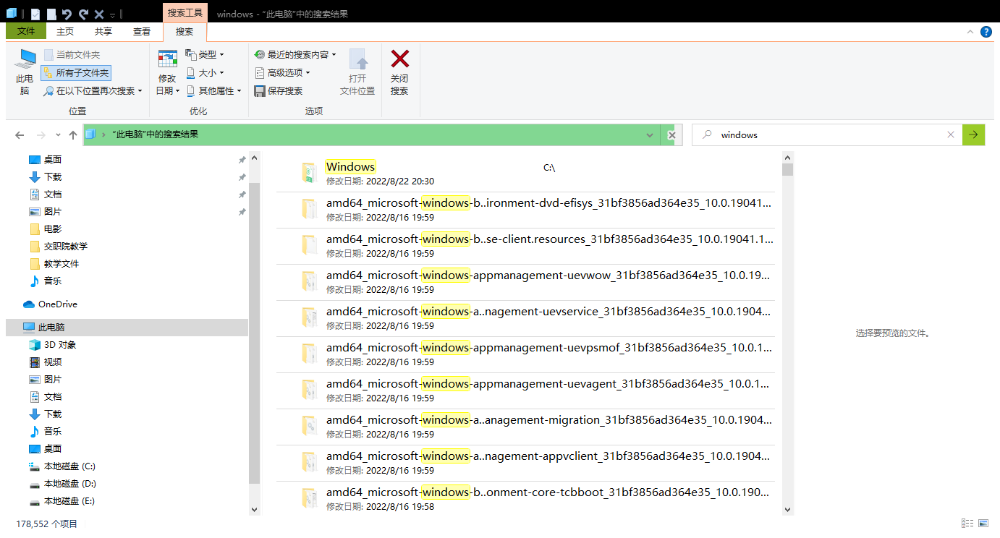 搜索工具
windows - “此电脑”中的搜索结果
文件
主页
共享
查看
搜索
此电脑
当前文件夹
所有子文件夹
在以下位置再次搜索
位置
修改日期
类型
大小
其他属性
优化
最近的搜索内容
高级选项
保存搜索
打开文件位置
选项
关闭搜索
“此电脑”中的搜索结果
windows
桌面
下载
文档
图片
电影
交职院教学
教学文件
音乐
OneDrive
此电脑
3D 对象
视频
图片
文档
下载
音乐
桌面
本地磁盘 (C:)
本地磁盘 (D:)
本地磁盘 (E:)
Windows
C:\
修改日期: 2022/8/22 20:30
amd64_microsoft-windows-b..ironment-dvd-efisys_31bf3856ad364e35_10.0.19041...
修改日期: 2022/8/16 19:59
amd64_microsoft-windows-b..se-client.resources_31bf3856ad364e35_10.0.19041.1...
修改日期: 2022/8/16 19:59
amd64_microsoft-windows-appmanagement-uevwow_31bf3856ad364e35_10.0.19...
修改日期: 2022/8/16 19:59
amd64_microsoft-windows-a..nagement-uevservice_31bf3856ad364e35_10.0.1904...
修改日期: 2022/8/16 19:59
amd64_microsoft-windows-appmanagement-uevpsmof_31bf3856ad364e35_10.0.1...
修改日期: 2022/8/16 19:59
amd64_microsoft-windows-appmanagement-uevagent_31bf3856ad364e35_10.0.1...
修改日期: 2022/8/16 19:59
amd64_microsoft-windows-a..anagement-migration_31bf3856ad364e35_10.0.1904...
修改日期: 2022/8/16 19:59
amd64_microsoft-windows-a..nagement-appvclient_31bf3856ad364e35_10.0.1904...
修改日期: 2022/8/16 19:59
amd64_microsoft-windows-b..onment-core-tcbboot_31bf3856ad364e35_10.0.190...
修改日期: 2022/8/16 19:58
选择要预览的文件。
178,552 个项目